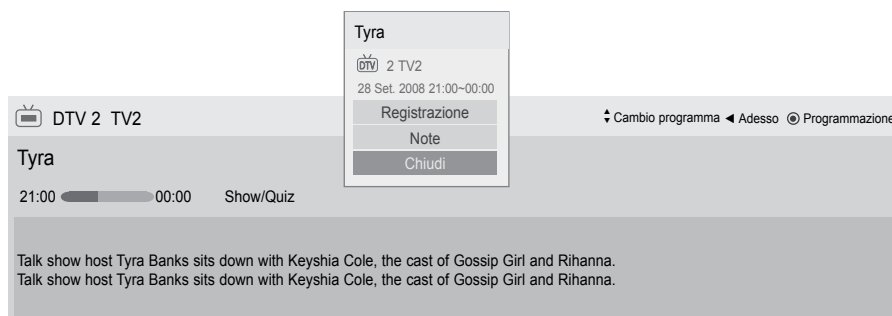 Tyra
DTV 2 TV2
28 Set. 2008 21:00~00:00
Registrazione
Note
Chiudi
DTV 2 TV2
Cambio programma ◄ Adesso ◉ Programmazione
Tyra
21:00 00:00 Show/Quiz
Talk show host Tyra Banks sits down with Keyshia Cole, the cast of Gossip Girl and Rihanna.
Talk show host Tyra Banks sits down with Keyshia Cole, the cast of Gossip Girl and Rihanna.